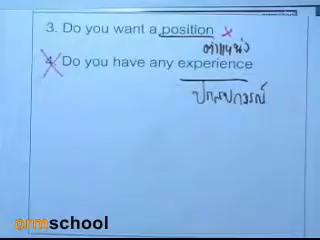 3. Do you want a position x
ตำแหน่ง
4. Do you have any experience
ประสบการณ์
ormschool